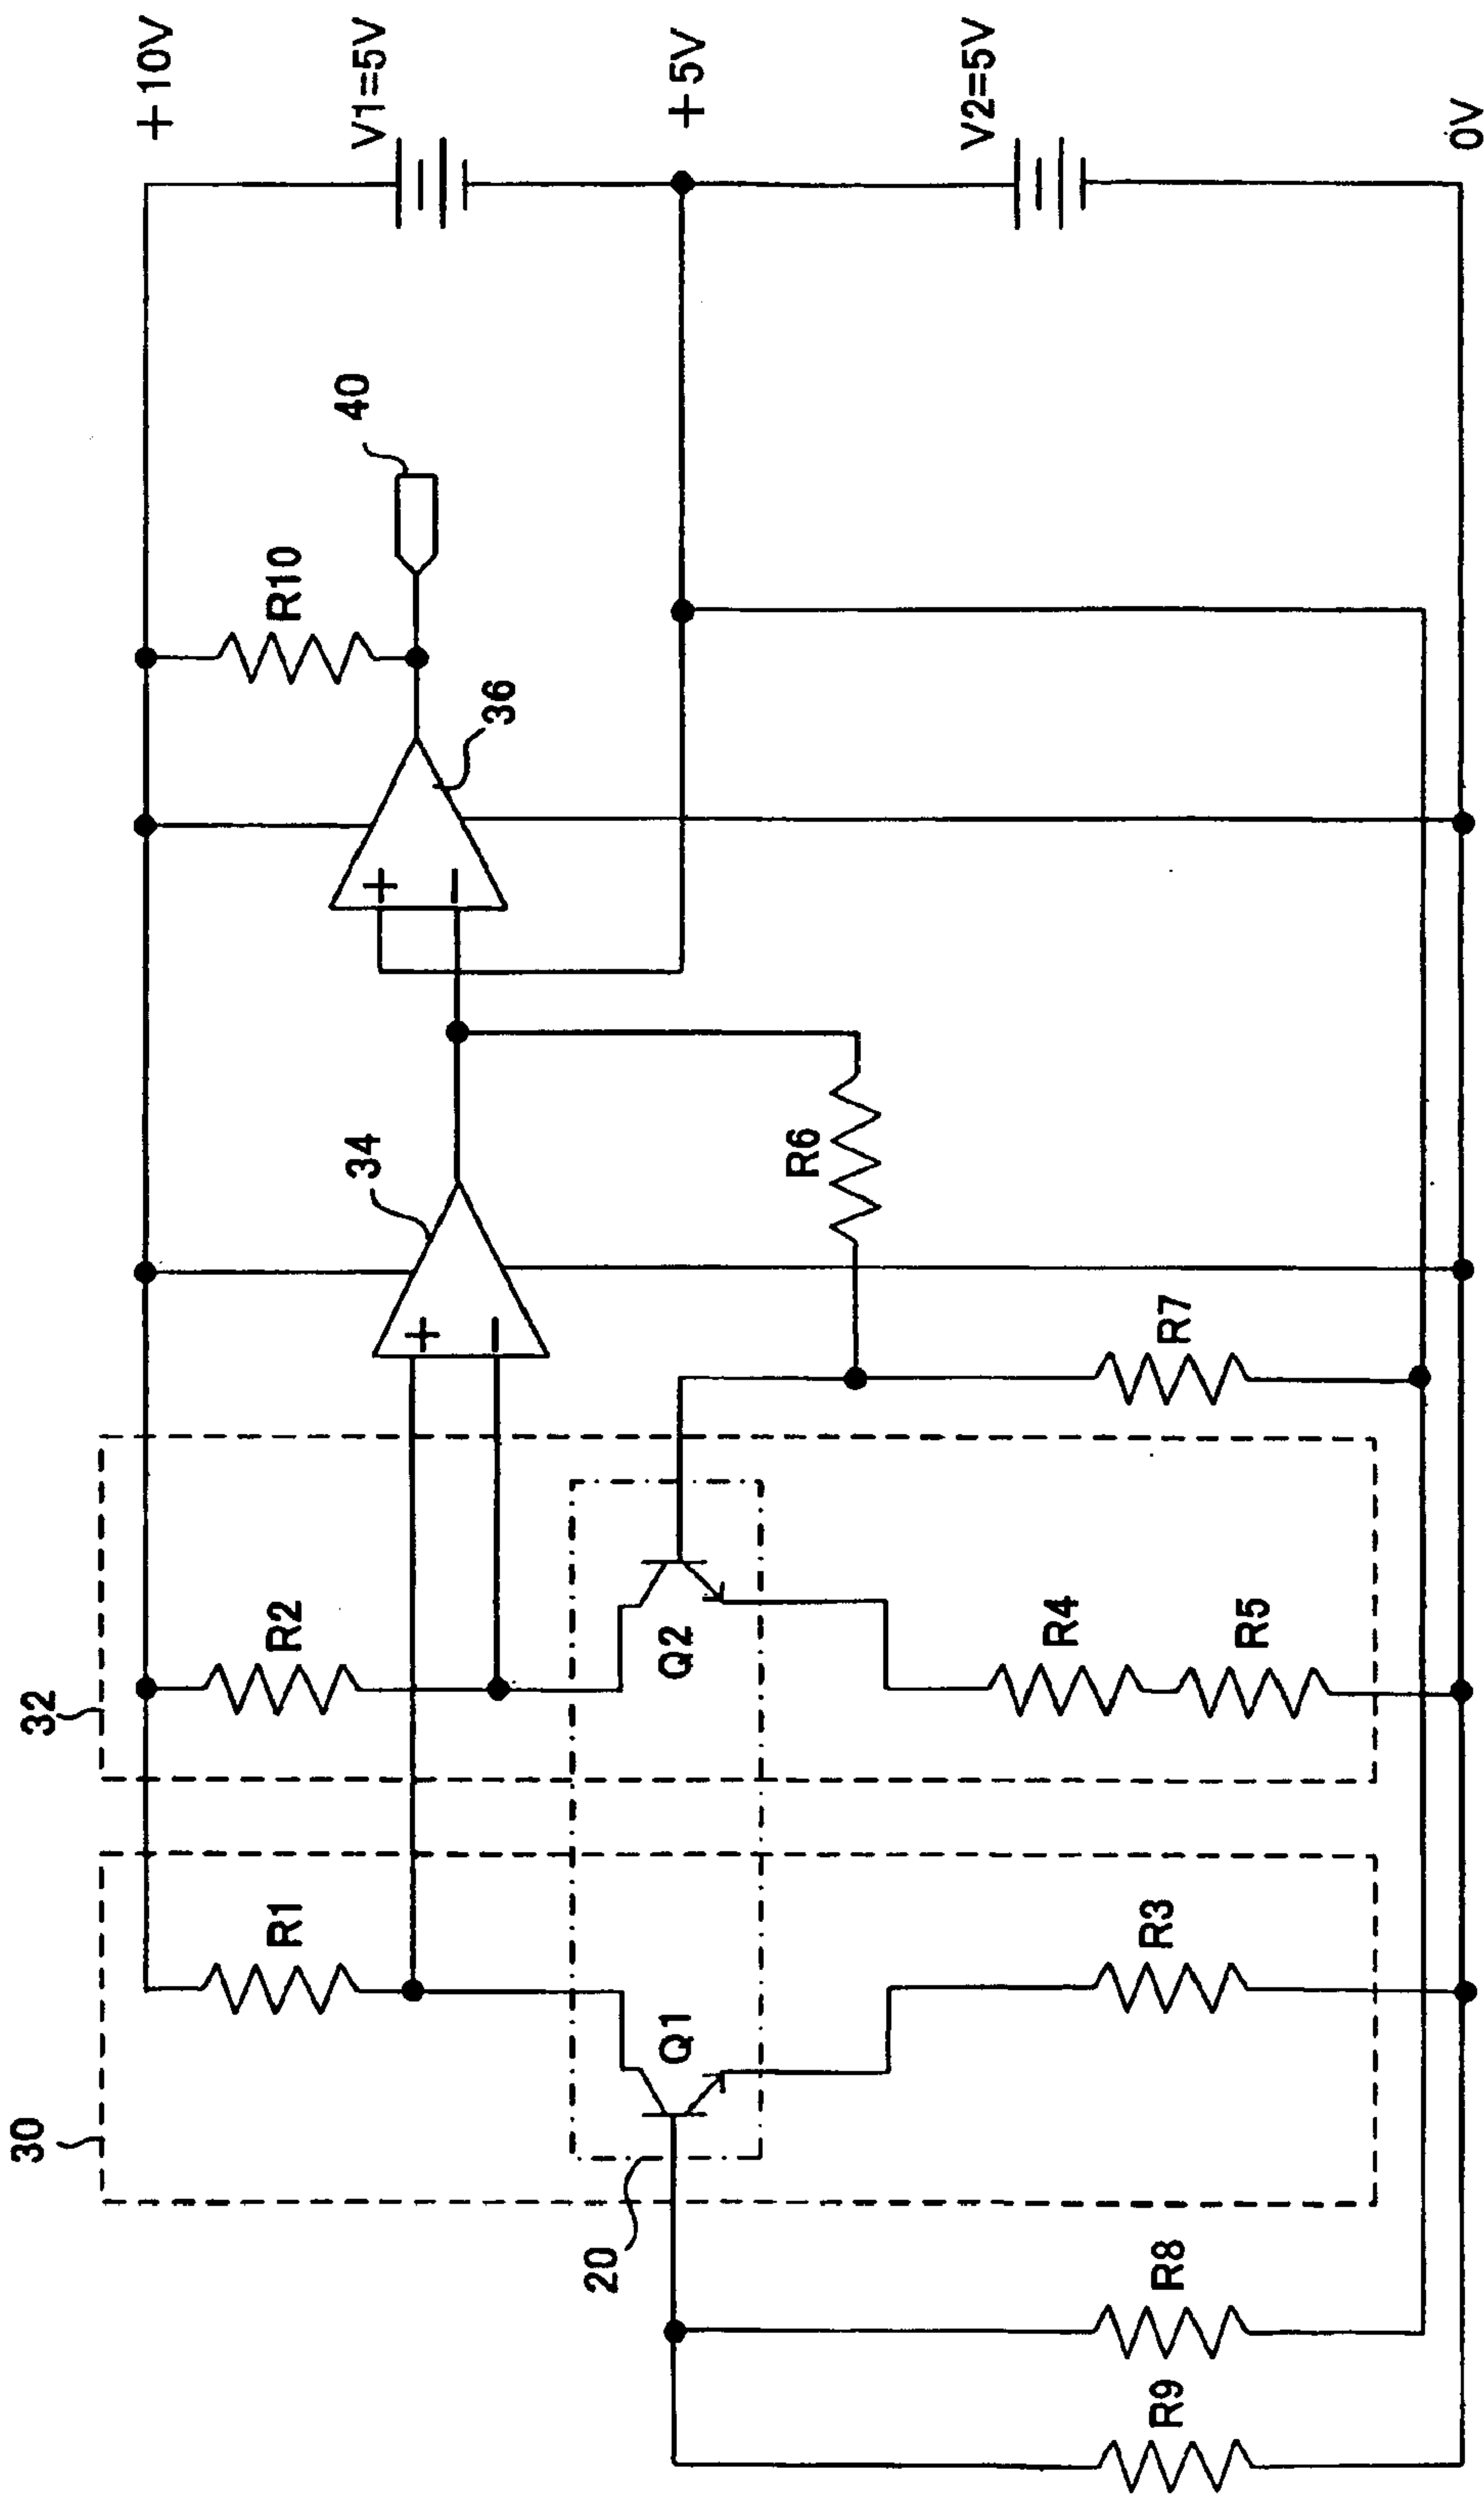 +10V
V1=5V
+5V
V2=5V
0V
40
R10
36
34
R6
R7
32
R2
Q2
R4
R5
30
R1
Q1
R3
20
R8
R9
+
−
+
−